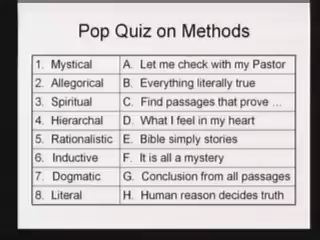 Pop Quiz on Methods
1. Mystical A. Let me check with my Pastor
2. Allegorical B. Everything literally true
3. Spiritual C. Find passages that prove ...
4. Hierarchal D. What I feel in my heart
5. Rationalistic E. Bible simply stories
6. Inductive F. It is all a mystery
7. Dogmatic G. Conclusion from all passages
8. Literal H. Human reason decides truth